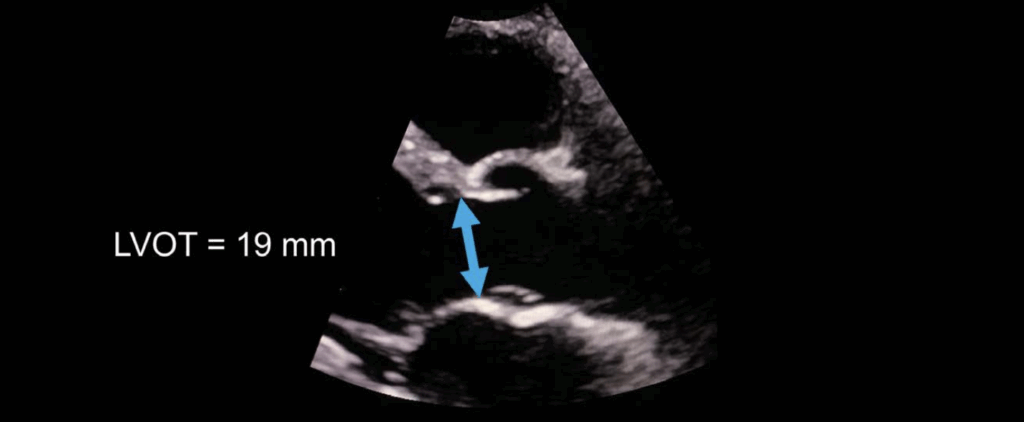 LVOT = 19 mm